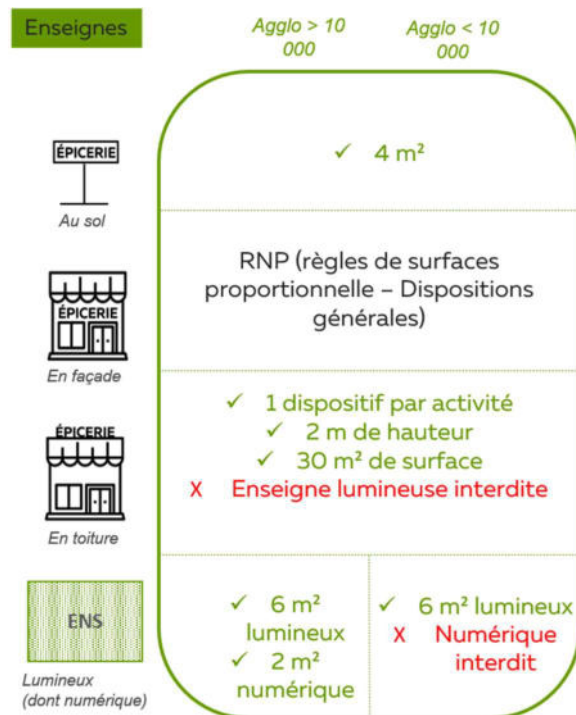 Enseignes
Agglo > 10
000
Agglo < 10
000
ÉPICERIE
Au sol
✓ 4 m²
ÉPICERIE
En façade
RNP (règles de surfaces
proportionnelle – Dispositions
générales)
ÉPICERIE
En toiture
✓ 1 dispositif par activité
✓ 2 m de hauteur
✓ 30 m² de surface
X Enseigne lumineuse interdite
ENS
Lumineux
(dont numérique)
✓ 6 m²
lumineux
✓ 2 m²
numérique
✓ 6 m² lumineux
X Numérique
interdit